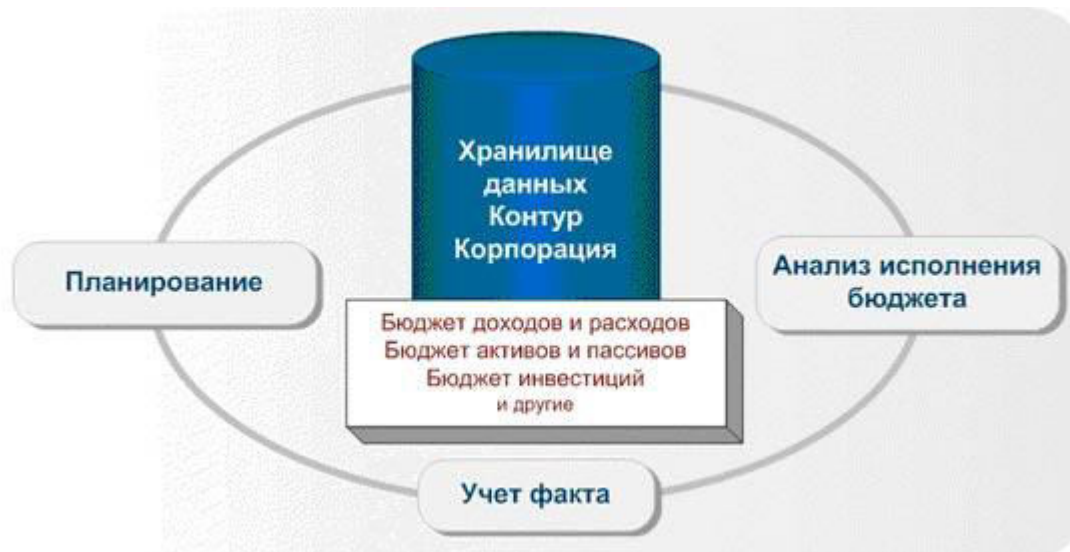 Хранилище
данных
Контур
Корпорация
Планирование
Анализ исполнения
бюджета
Бюджет доходов и расходов
Бюджет активов и пассивов
Бюджет инвестиций
и другие
Учет факта